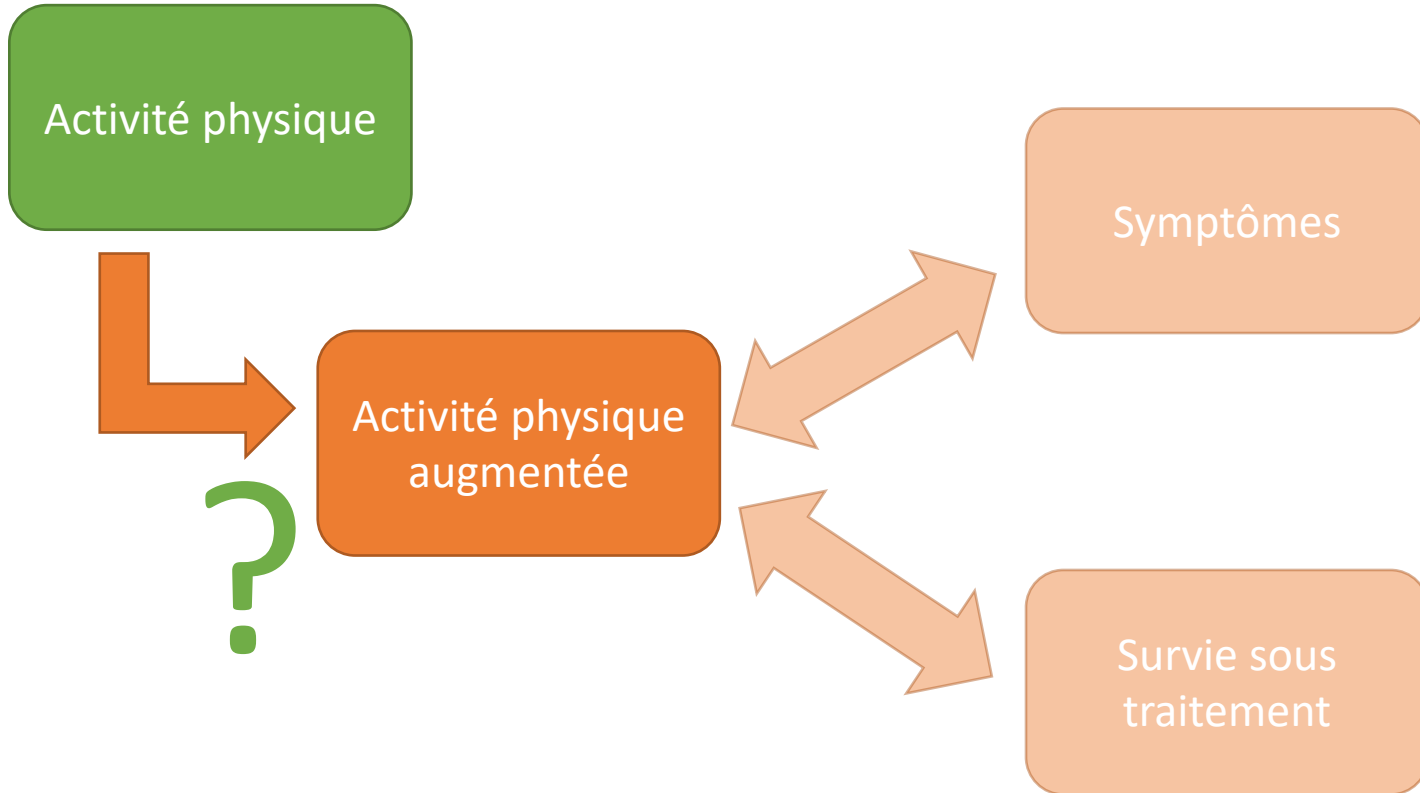 Activité physique
Symptômes
Activité physique
augmentée
?
Survie sous
traitement